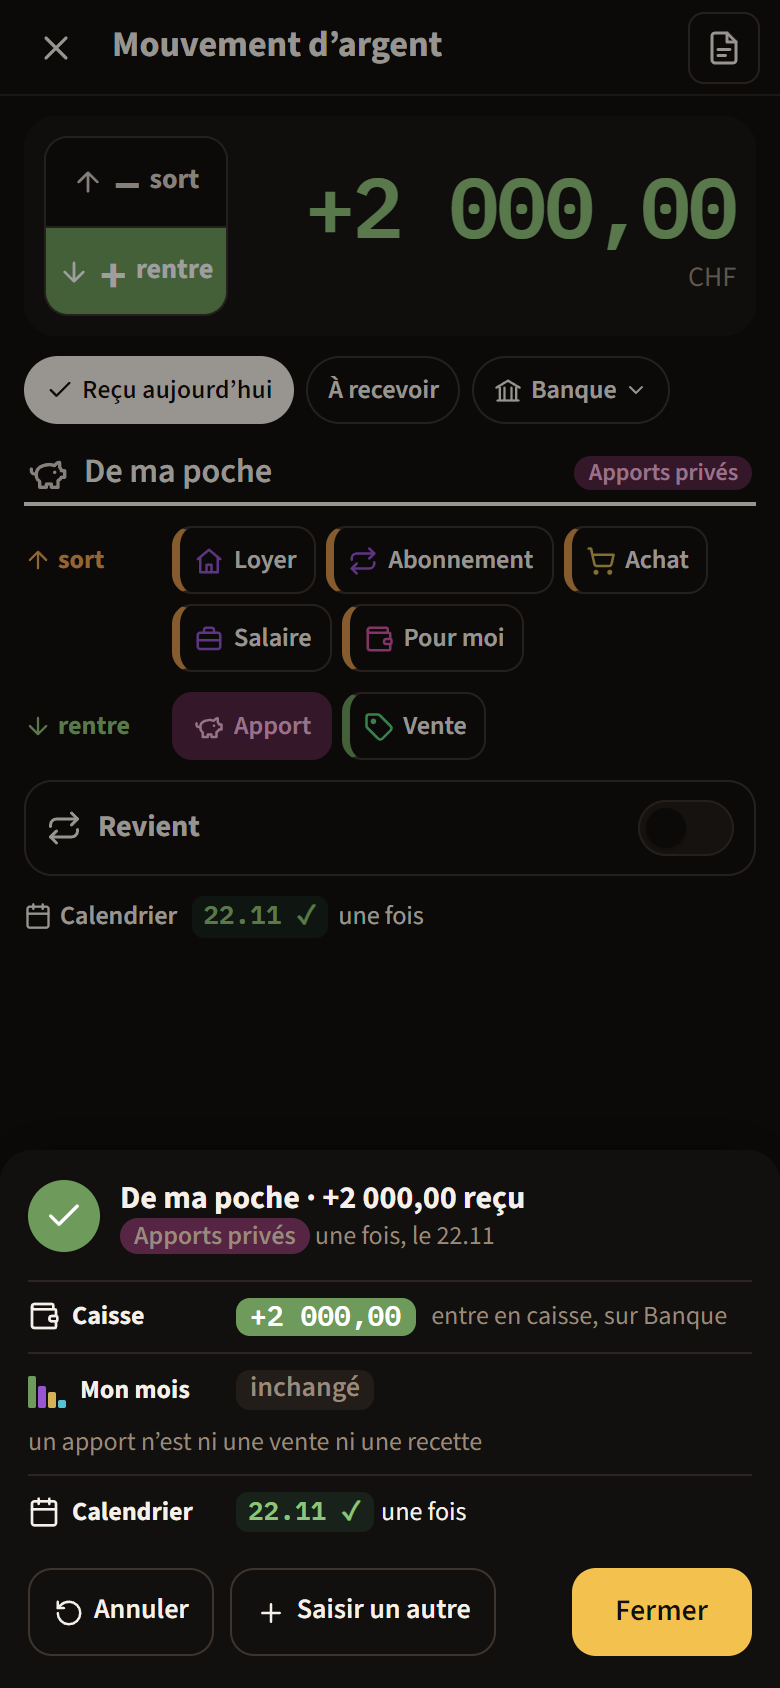 Mouvement d’argent
↑ – sort
+2 000,00
↓ + rentre
CHF
✓ Reçu aujourd’hui À recevoir Banque
De ma poche Apports privés
↑ sort Loyer Abonnement Achat
Salaire Pour moi
↓ rentre Apport Vente
Revient
Calendrier 22.11 ✓ une fois
De ma poche · +2 000,00 reçu
Apports privés une fois, le 22.11
Caisse +2 000,00 entre en caisse, sur Banque
Mon mois inchangé
un apport n’est ni une vente ni une recette
Calendrier 22.11 ✓ une fois
Annuler + Saisir un autre Fermer